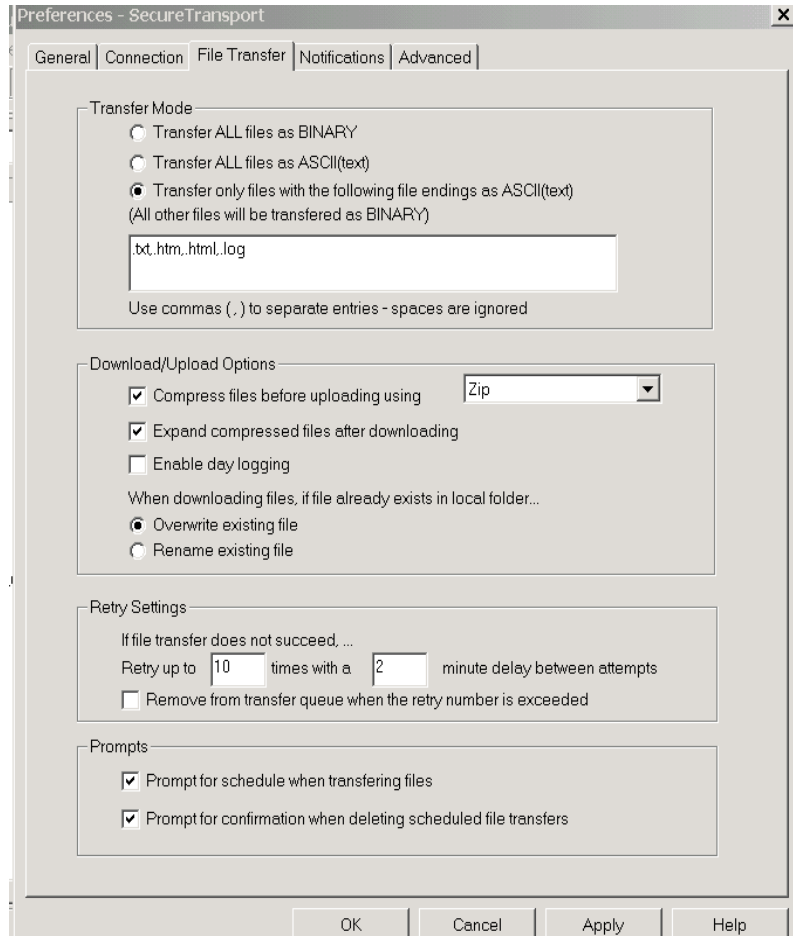 Preferences - SecureTransport
General
Connection
File Transfer
Notifications
Advanced
Transfer Mode
Transfer ALL files as BINARY
Transfer ALL files as ASCII(text)
Transfer only files with the following file endings as ASCII(text)
(All other files will be transfered as BINARY)
.txt,.htm,.html,.log
Use commas ( , ) to separate entries - spaces are ignored
Download/Upload Options
Compress files before uploading using
Zip
Expand compressed files after downloading
Enable day logging
When downloading files, if file already exists in local folder...
Overwrite existing file
Rename existing file
Retry Settings
If file transfer does not succeed, ...
Retry up to 10 times with a 2 minute delay between attempts
Remove from transfer queue when the retry number is exceeded
Prompts
Prompt for schedule when transfering files
Prompt for confirmation when deleting scheduled file transfers
OK
Cancel
Apply
Help